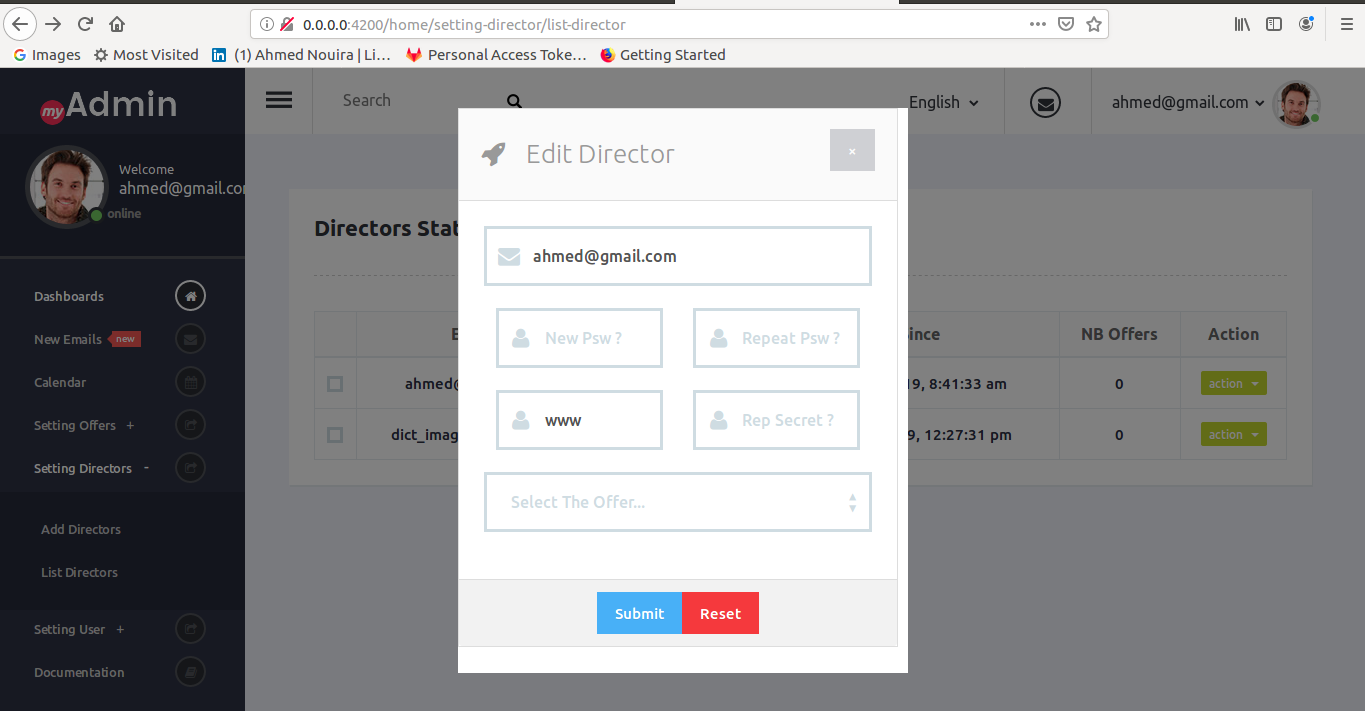 0.0.0.0:4200/home/setting-director/list-director
Images Most Visited (1) Ahmed Nouira | Li… Personal Access Toke… Getting Started
myAdmin
Search
English
ahmed@gmail.com
Welcome
ahmed@gmail.co
online
Dashboards
New Emails new
Calendar
Setting Offers +
Setting Directors -
Add Directors
List Directors
Setting User +
Documentation
Directors Stat
E ince NB Offers Action
ahmed@ 19, 8:41:33 am 0 action
dict_imag 9, 12:27:31 pm 0 action
Edit Director ×
ahmed@gmail.com
New Psw ? Repeat Psw ?
www Rep Secret ?
Select The Offer...
Submit Reset